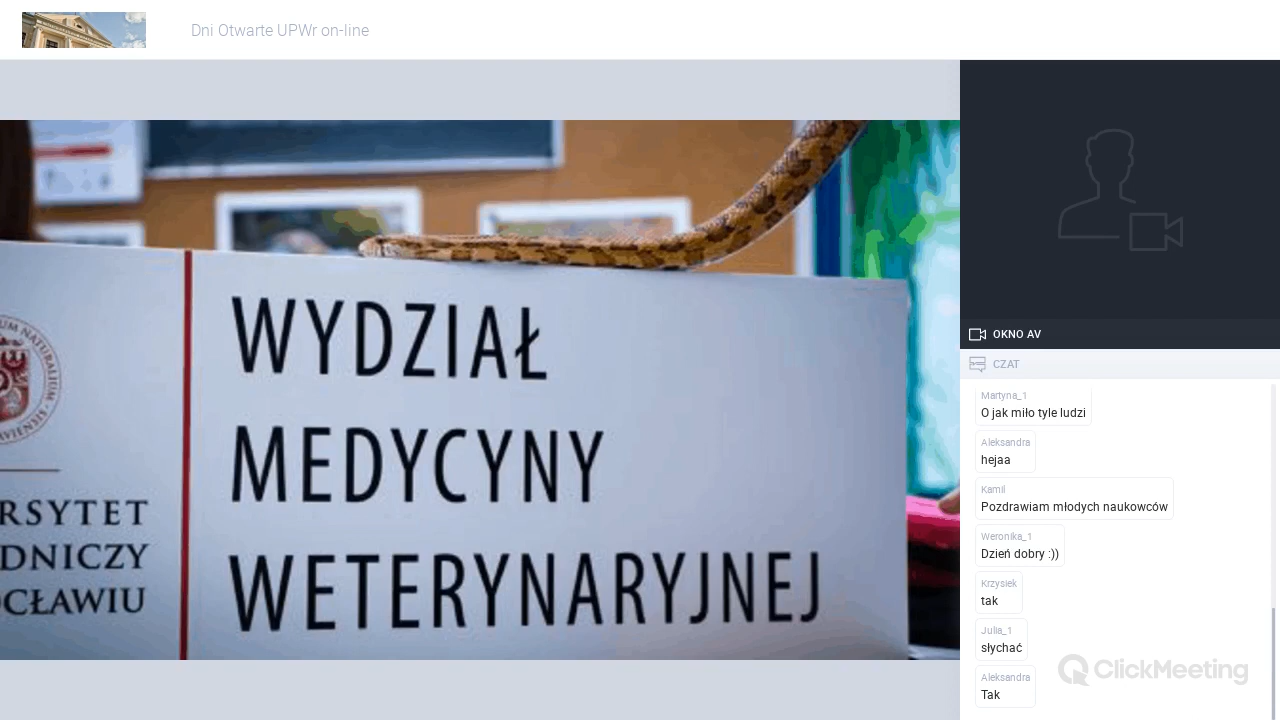 Dni Otwarte UPWr on-line
WYDZIAŁ
MEDYCYNY
WETERYNARYJNEJ
RSYTET
DNICZY
CŁAWIU
OKNO AV
CZAT
Martyna_1
O jak miło tyle ludzi
Aleksandra
hejaa
Kamil
Pozdrawiam młodych naukowców
Weronika_1
Dzień dobry :))
Krzysiek
tak
Julia_1
słychać
Aleksandra
Tak
ClickMeeting